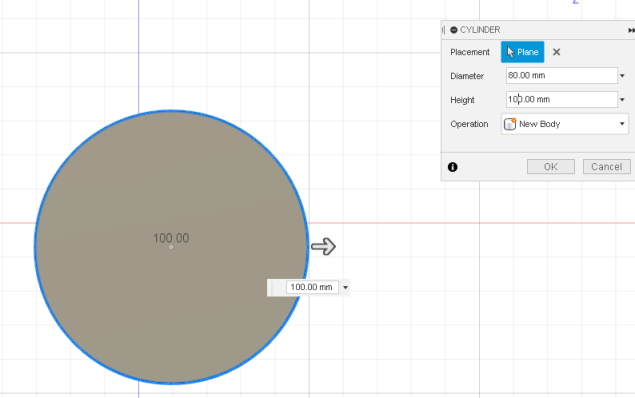 Z
CYLINDER
Placement Plane
Diameter 80.00 mm
Height 100.00 mm
Operation New Body
OK Cancel
100.00
100.00 mm